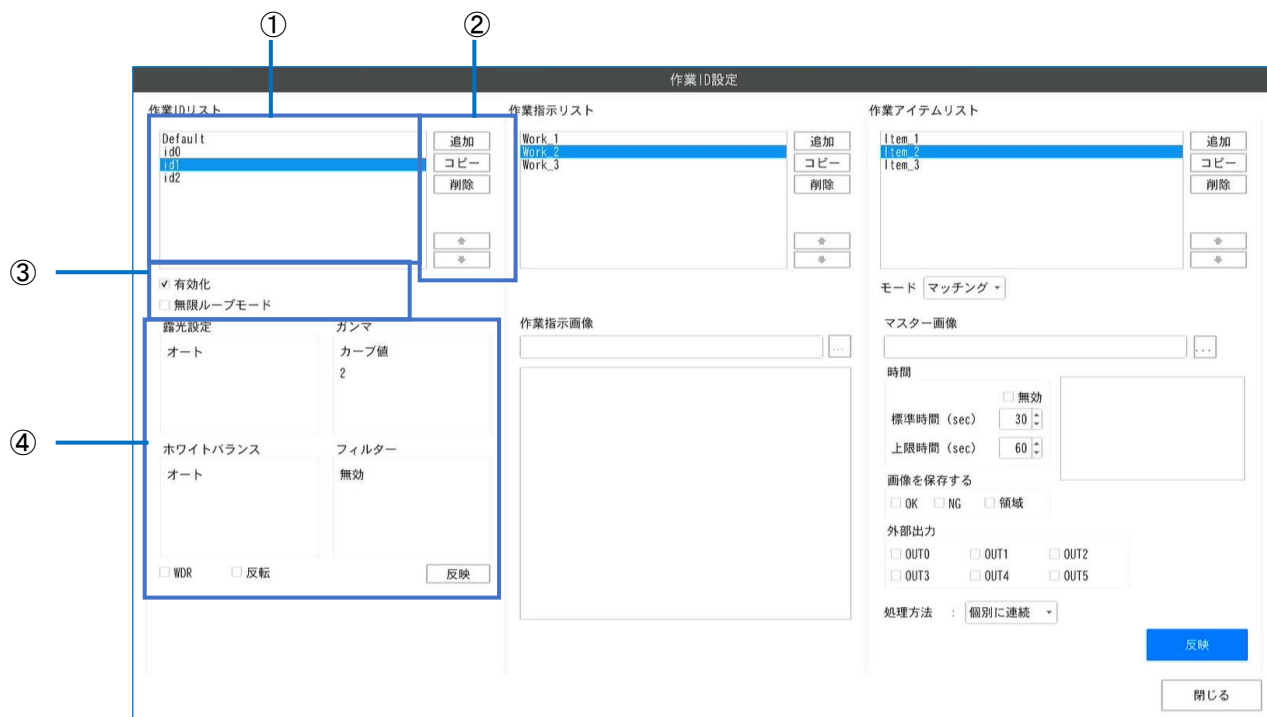 ① ②
作業ID設定
作業IDリスト
Default
id0
id1
id2
追加
コピー
削除
③
有効化
無限ループモード
④
露光設定
オート
ガンマ
カーブ値
2
ホワイトバランス
オート
フィルター
無効
WDR 反転 反映
作業指示リスト
Work_1
Work_2
Work_3
追加
コピー
削除
作業指示画像
...
作業アイテムリスト
Item_1
Item_2
Item_3
追加
コピー
削除
モード マッチング
マスター画像
...
時間
無効
標準時間 (sec) 30
上限時間 (sec) 60
画像を保存する
OK NG 領域
外部出力
OUT0 OUT1 OUT2
OUT3 OUT4 OUT5
処理方法 : 個別に連続
反映
閉じる